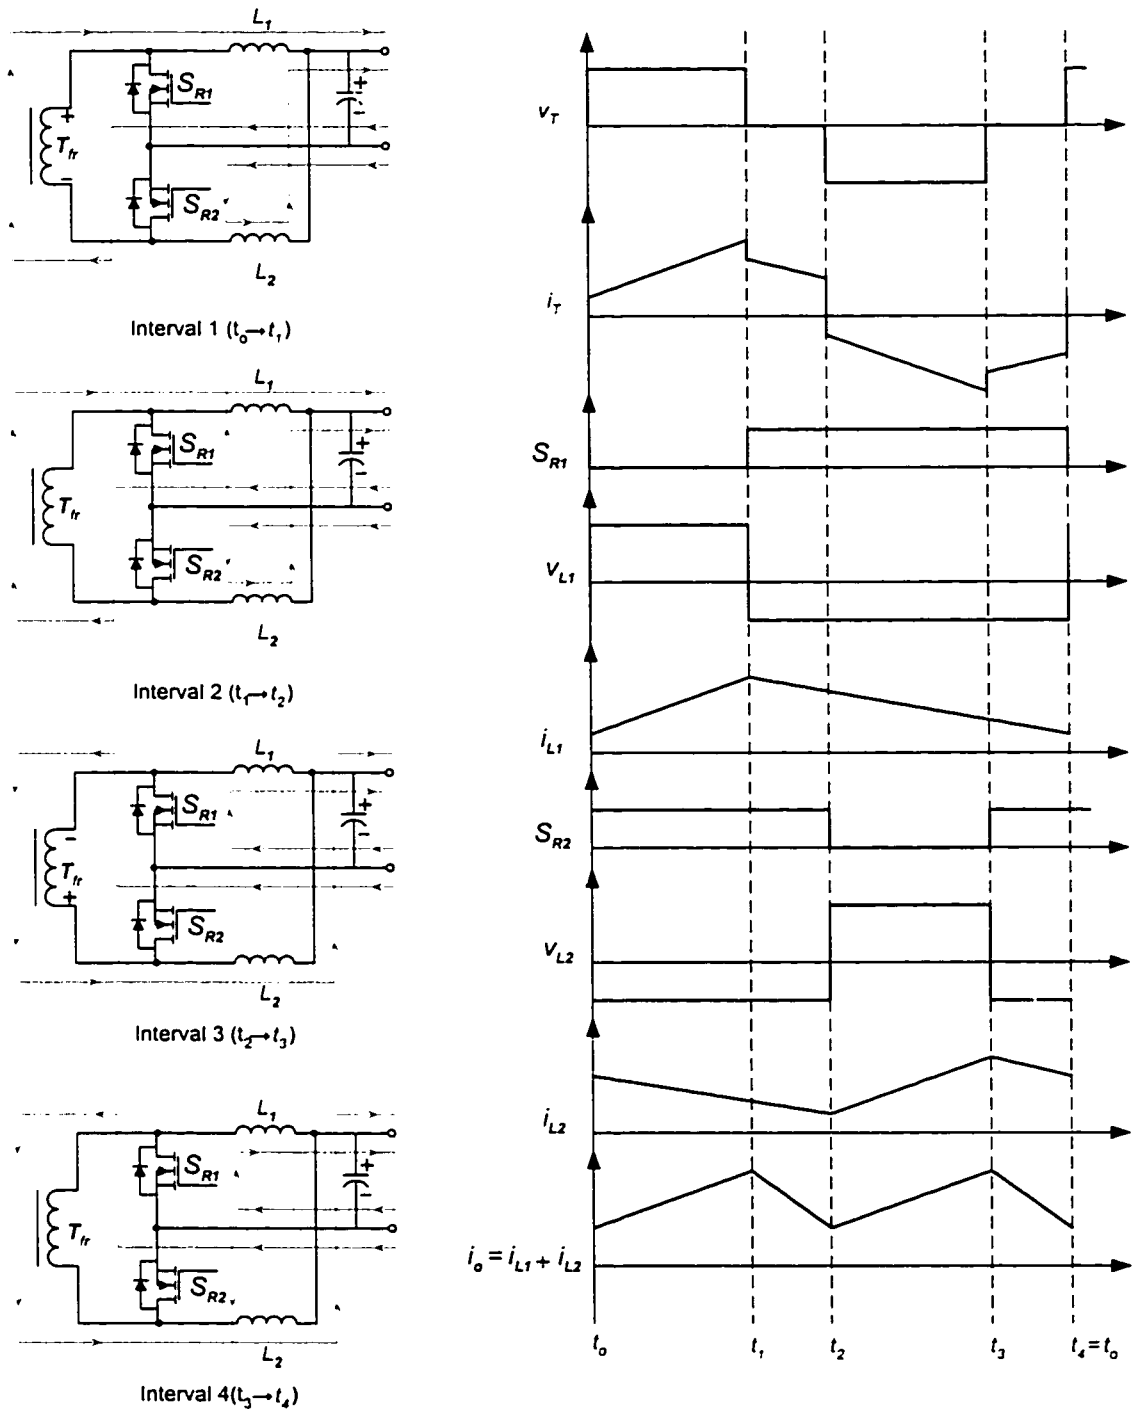 L1
+
SR1
+
-
Tfr
-
SR2
L2
Interval 1 (to→t1)
L1
SR1
+
-
Tfr
SR2
L2
Interval 2 (t1→t2)
L1
SR1
+
-
-
Tfr
+
SR2
L2
Interval 3 (t2→t3)
L1
SR1
+
-
Tfr
SR2
L2
Interval 4(t3→t4)
vT
iT
SR1
vL1
iL1
SR2
vL2
iL2
io = iL1 + iL2
to t1 t2 t3 t4 = to